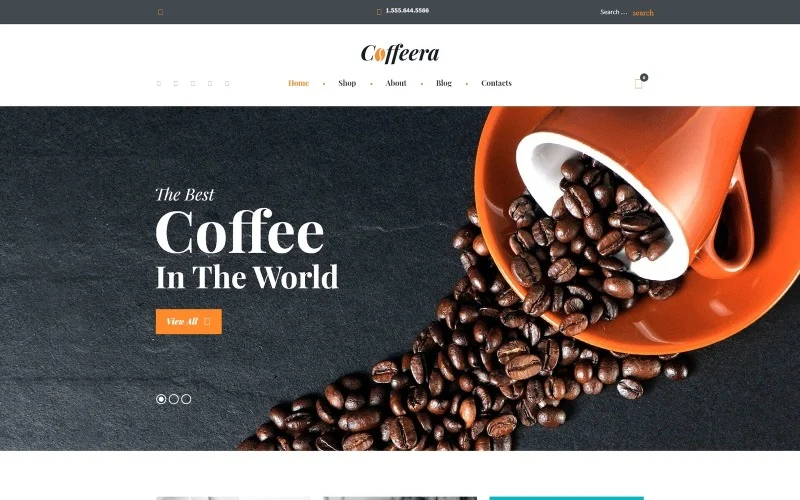 1.555.644.5566
Search ...
search
Coffeera
Home
Shop
About
Blog
Contacts
0
The Best
Coffee
In The World
View All